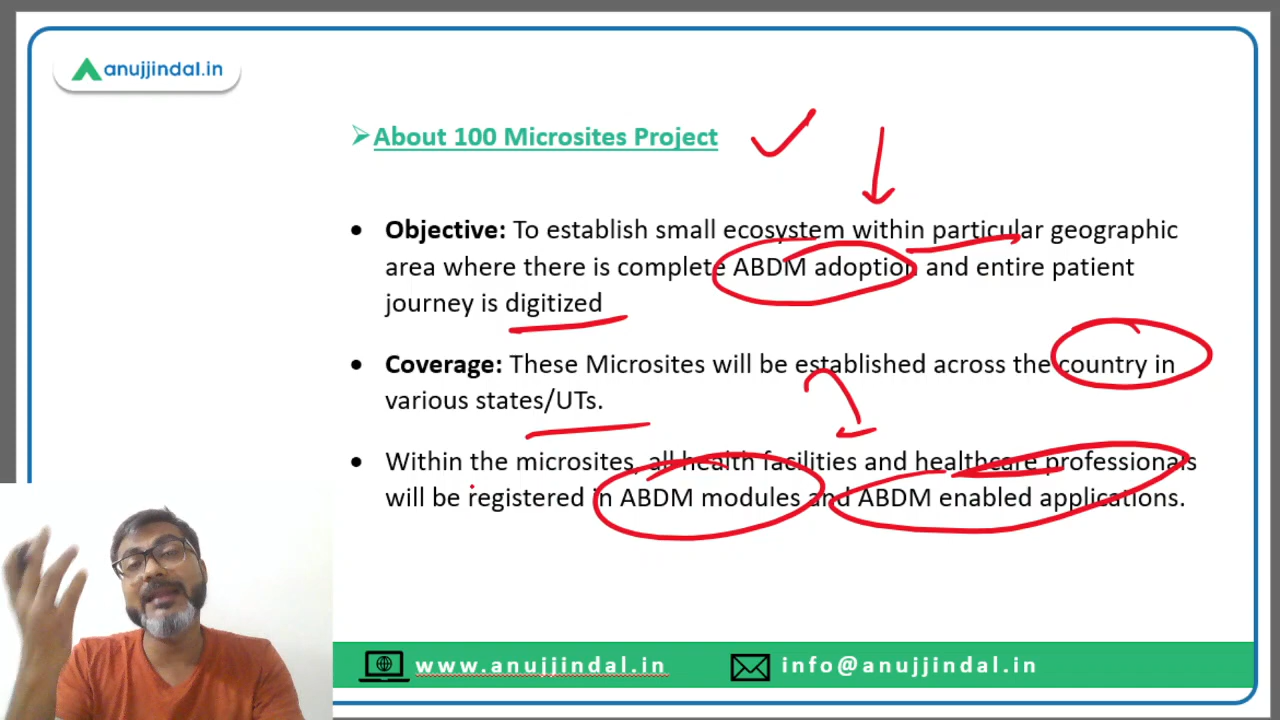 anujjindal.in
About 100 Microsites Project
Objective: To establish small ecosystem within particular geographic
area where there is complete ABDM adoption and entire patient
journey is digitized
Coverage: These Microsites will be established across the country in
various states/UTs.
Within the microsites, all health facilities and healthcare professionals
will be registered in ABDM modules and ABDM enabled applications.
www.anujjindal.in info@anujjindal.in